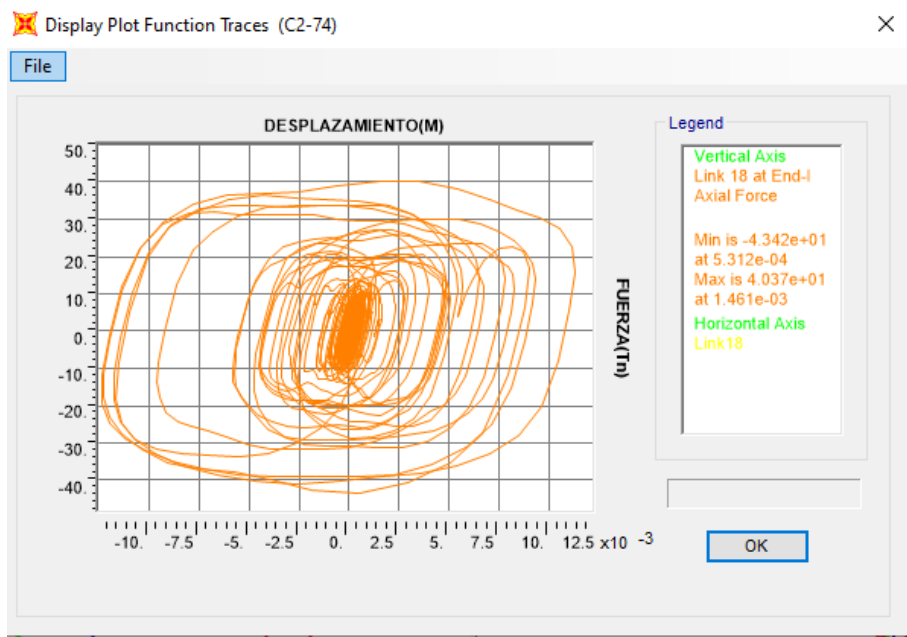 Display Plot Function Traces (C2-74)
File
DESPLAZAMIENTO(M)
50.
40.
30.
20.
10.
0.
-10.
-20.
-30.
-40.
-10. -7.5 -5. -2.5 0. 2.5 5. 7.5 10. 12.5 x10 -3
FUERZA(Tn)
Legend
Vertical Axis
Link 18 at End-I
Axial Force
Min is -4.342e+01
at 5.312e-04
Max is 4.037e+01
at 1.461e-03
Horizontal Axis
Link18
OK